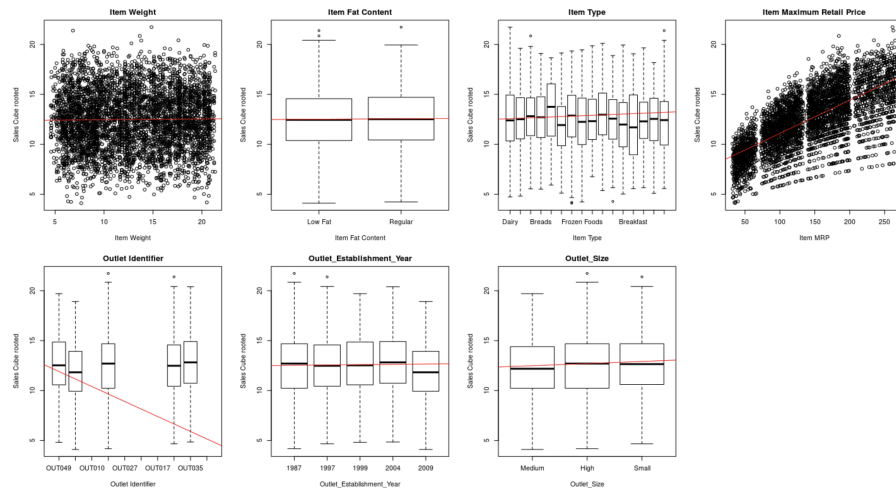 Item Weight
Sales Cube rooted
20
15
10
5
5 10 15 20
Item Weight
Item Fat Content
Sales Cube rooted
20
15
10
5
Low Fat Regular
Item Fat Content
Item Type
Sales Cube rooted
20
15
10
5
Dairy Breads Frozen Foods Breakfast
Item Type
Item Maximum Retail Price
Sales Cube rooted
20
15
10
5
50 100 150 200 250
Item MRP
Outlet Identifier
Sales Cube rooted
20
15
10
5
OUT049 OUT010 OUT027 OUT017 OUT035
Outlet Identifier
Outlet_Establishment_Year
Sales Cube rooted
20
15
10
5
1987 1997 1999 2004 2009
Outlet_Establishment_Year
Outlet_Size
Sales Cube rooted
20
15
10
5
Medium High Small
Outlet_Size